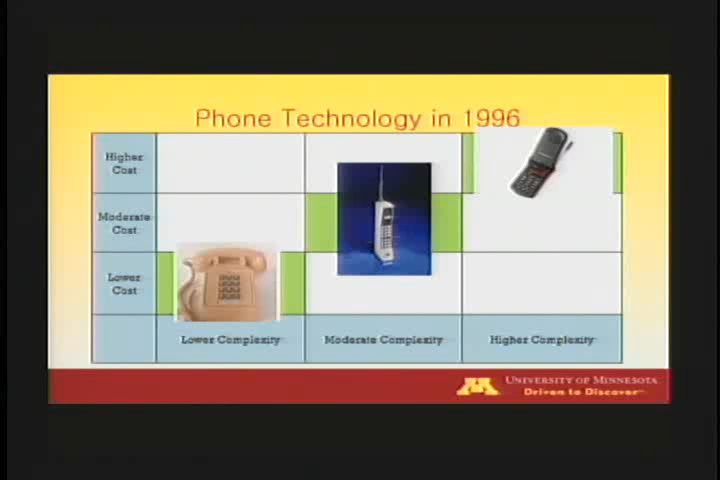 Phone Technology in 1996
Higher
Cost
Moderate
Cost
Lower
Cost
Lower Complexity
Moderate Complexity
Higher Complexity
UNIVERSITY OF MINNESOTA
Driven to Discover